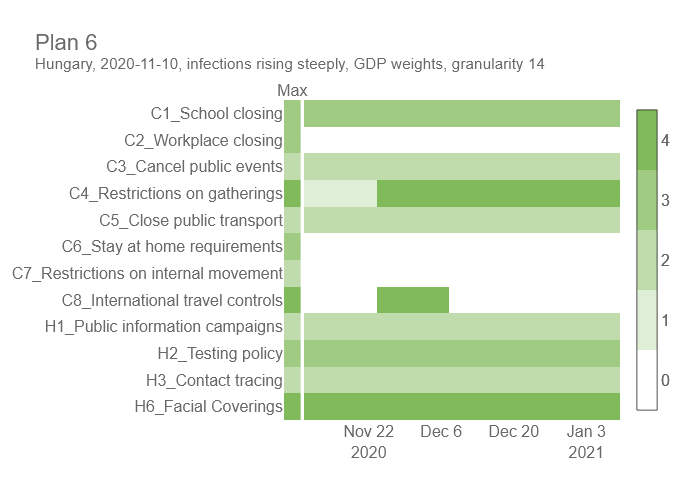 Plan 6
Hungary, 2020-11-10, infections rising steeply, GDP weights, granularity 14
Max
C1_School closing
C2_Workplace closing
C3_Cancel public events
C4_Restrictions on gatherings
C5_Close public transport
C6_Stay at home requirements
C7_Restrictions on internal movement
C8_International travel controls
H1_Public information campaigns
H2_Testing policy
H3_Contact tracing
H6_Facial Coverings
4
3
2
1
0
Nov 22 Dec 6 Dec 20 Jan 3
2020 2021